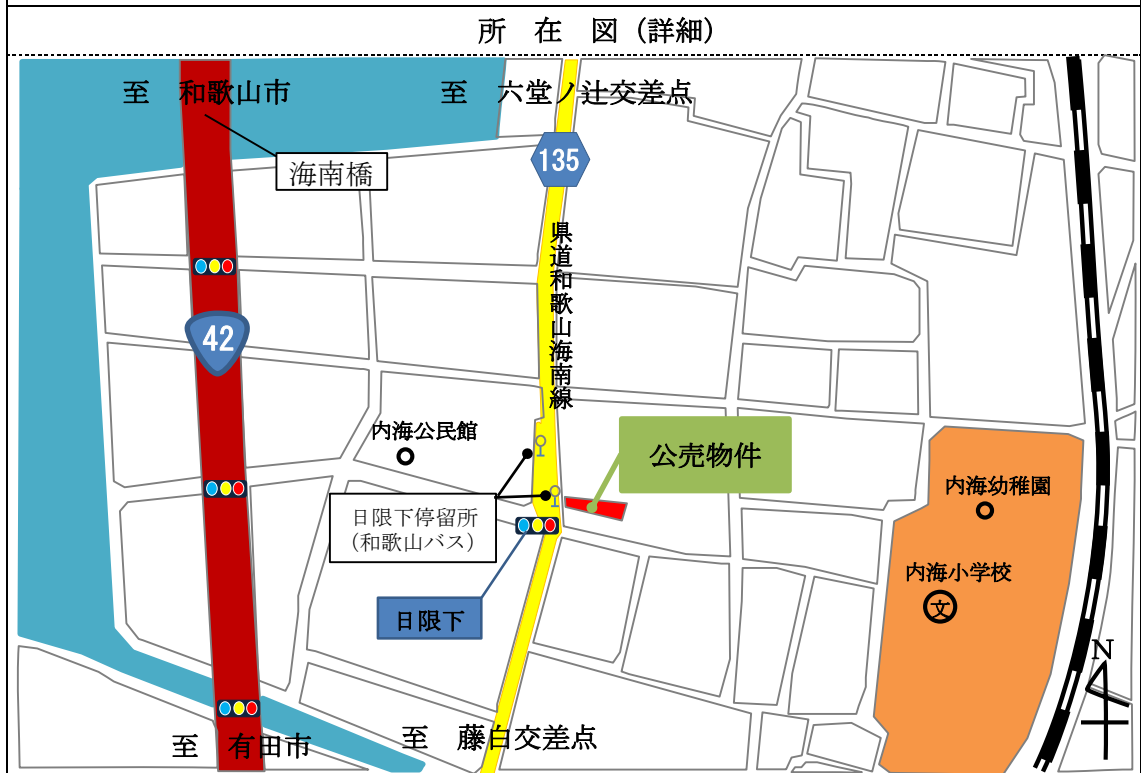 所 在 図（詳細）
至 和歌山市
至 六堂ノ辻交差点
135
海南橋
県道和歌山海南線
42
内海公民館
公売物件
内海幼稚園
日限下停留所
（和歌山バス）
内海小学校
文
日限下
N
至 有田市
至 藤白交差点